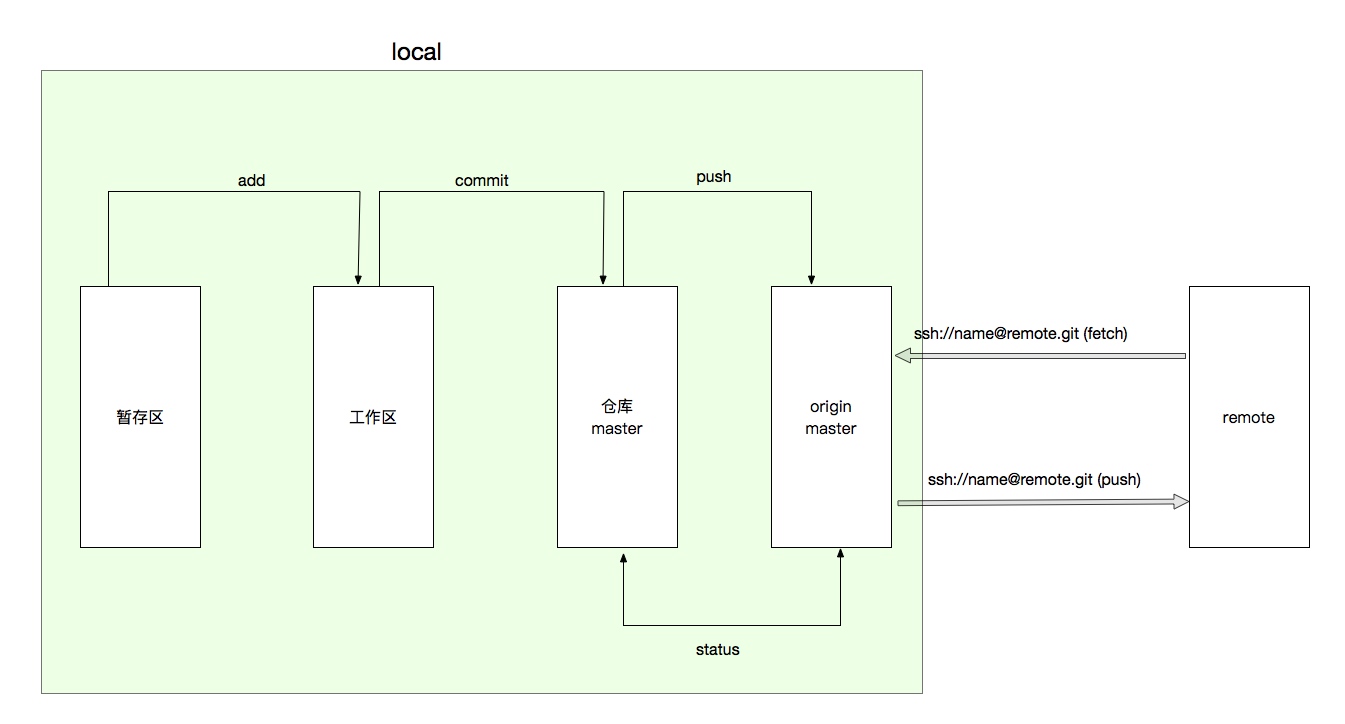 local
add
commit
push
ssh://name@remote.git (fetch)
暂存区
工作区
仓库
master
origin
master
remote
ssh://name@remote.git (push)
status